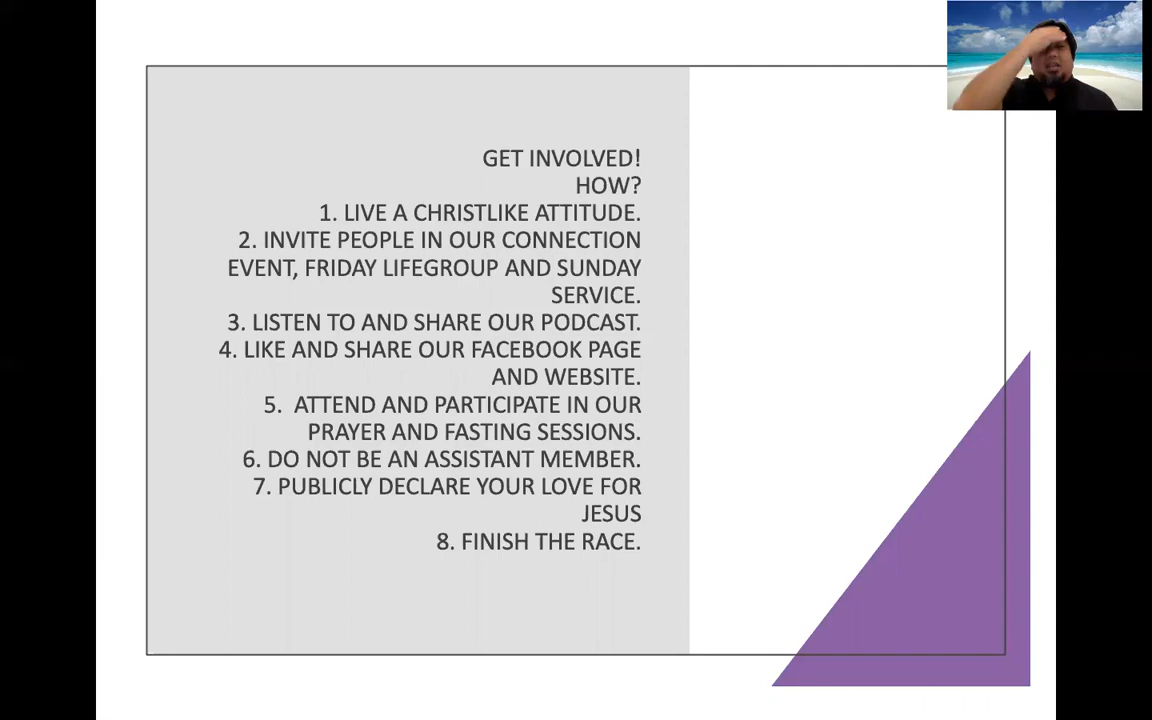 GET INVOLVED!
HOW?
1. LIVE A CHRISTLIKE ATTITUDE.
2. INVITE PEOPLE IN OUR CONNECTION
EVENT, FRIDAY LIFEGROUP AND SUNDAY
SERVICE.
3. LISTEN TO AND SHARE OUR PODCAST.
4. LIKE AND SHARE OUR FACEBOOK PAGE
AND WEBSITE.
5.  ATTEND AND PARTICIPATE IN OUR
PRAYER AND FASTING SESSIONS.
6. DO NOT BE AN ASSISTANT MEMBER.
7. PUBLICLY DECLARE YOUR LOVE FOR
JESUS
8. FINISH THE RACE.